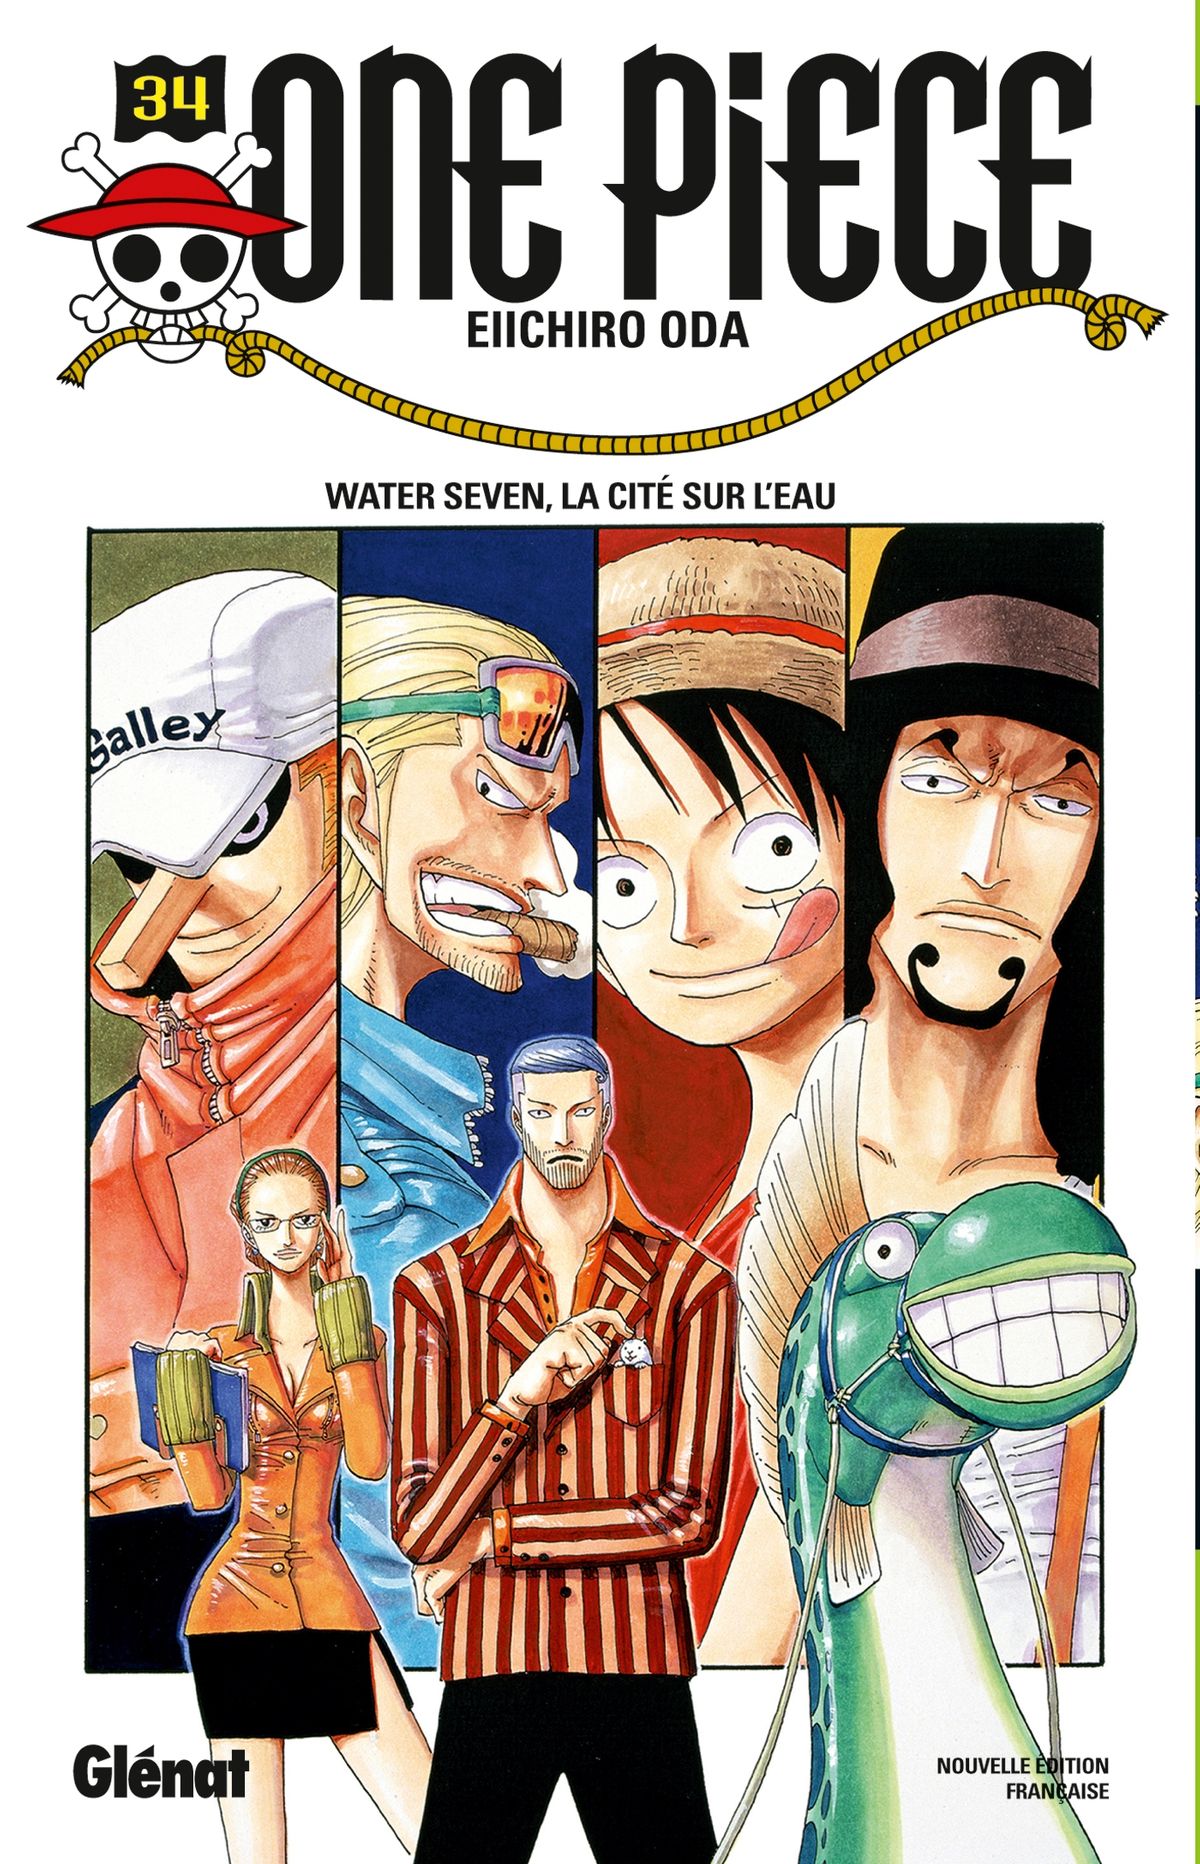 34
ONE PiECE
EIICHIRO ODA
WATER SEVEN, LA CITÉ SUR L'EAU
Galley
Glénat
NOUVELLE ÉDITION
FRANÇAISE